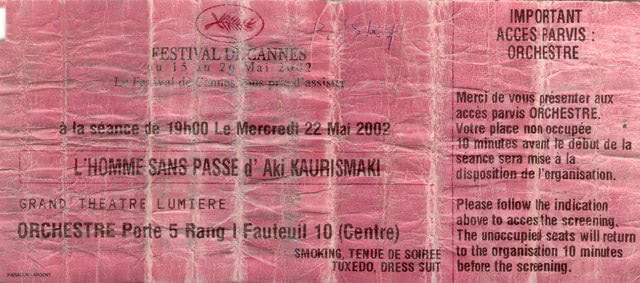 FESTIVAL DE CANNES
du 15 au 26 Mai 2002
Le Festival de Cannes vous prie d'assister
à la séance de 19h00 Le Mercredi 22 Mai 2002
L'HOMME SANS PASSE d' Aki KAURISMAKI
GRAND THEATRE LUMIERE
ORCHESTRE Porte 5 Rang I Fauteuil 10 (Centre)
SMOKING, TENUE DE SOIREE
TUXEDO, DRESS SUIT
IMPORTANT
ACCES PARVIS :
ORCHESTRE
Merci de vous présenter aux
accès parvis ORCHESTRE.
Votre place non occupée
10 minutes avant le début de la
séance sera mise à la
disposition de l'organisation.
Please follow the indication
above to acces the screening.
The unoccupied seats will return
to the organisation 10 minutes
before the screening.